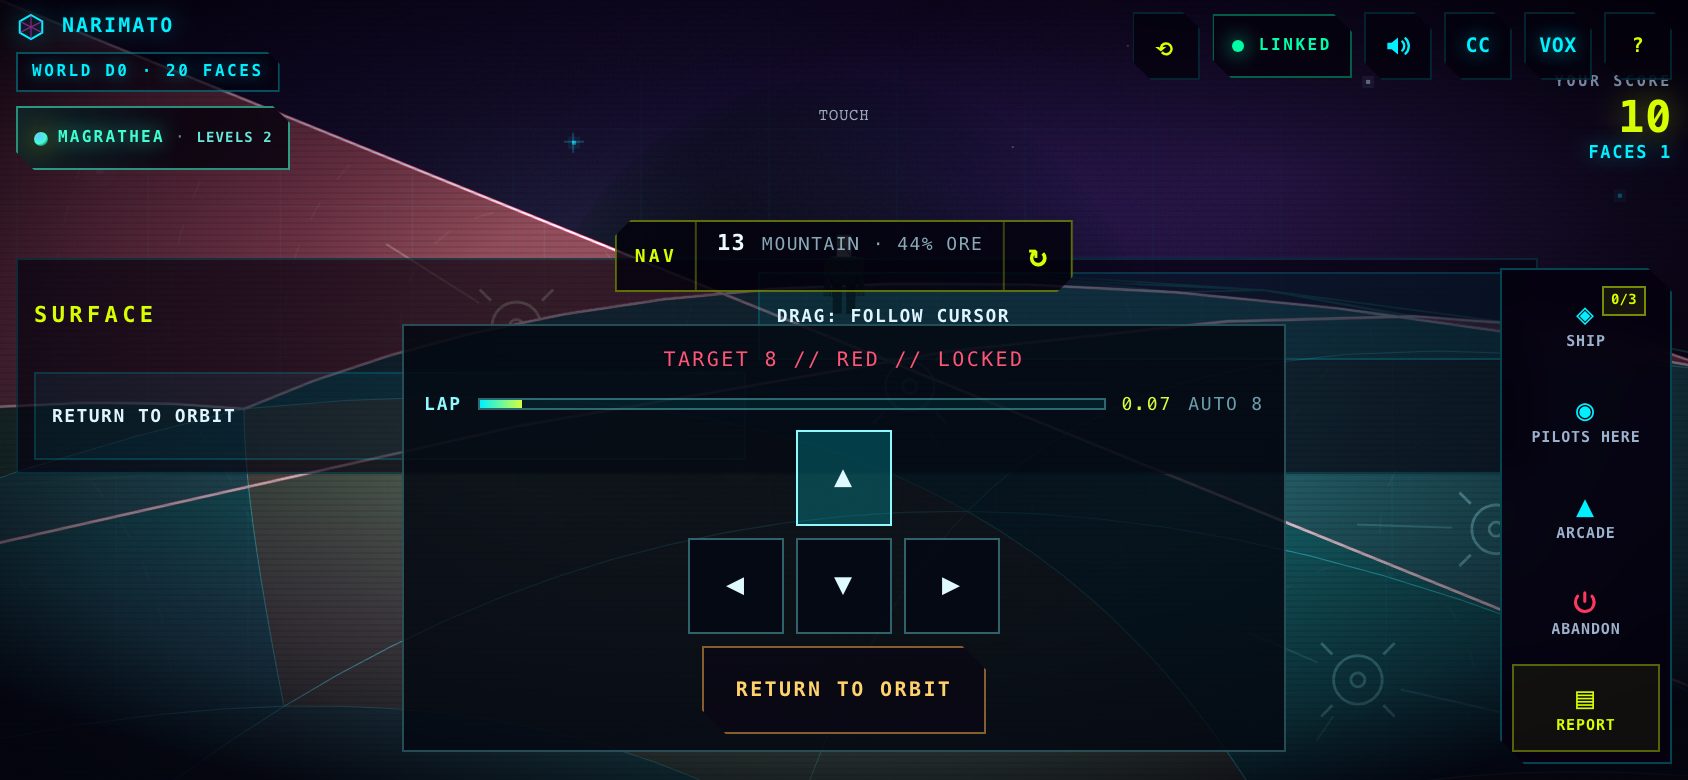 NARIMATO
WORLD D0 · 20 FACES
MAGRATHEA · LEVELS 2
LINKED
CC
VOX
?
YOUR SCORE
10
FACES 1
TOUCH
NAV
13 MOUNTAIN · 44% ORE
DRAG: FOLLOW CURSOR
SURFACE
RETURN TO ORBIT
TARGET 8 // RED // LOCKED
LAP
0.07 AUTO 8
RETURN TO ORBIT
0/3
SHIP
PILOTS HERE
ARCADE
ABANDON
REPORT